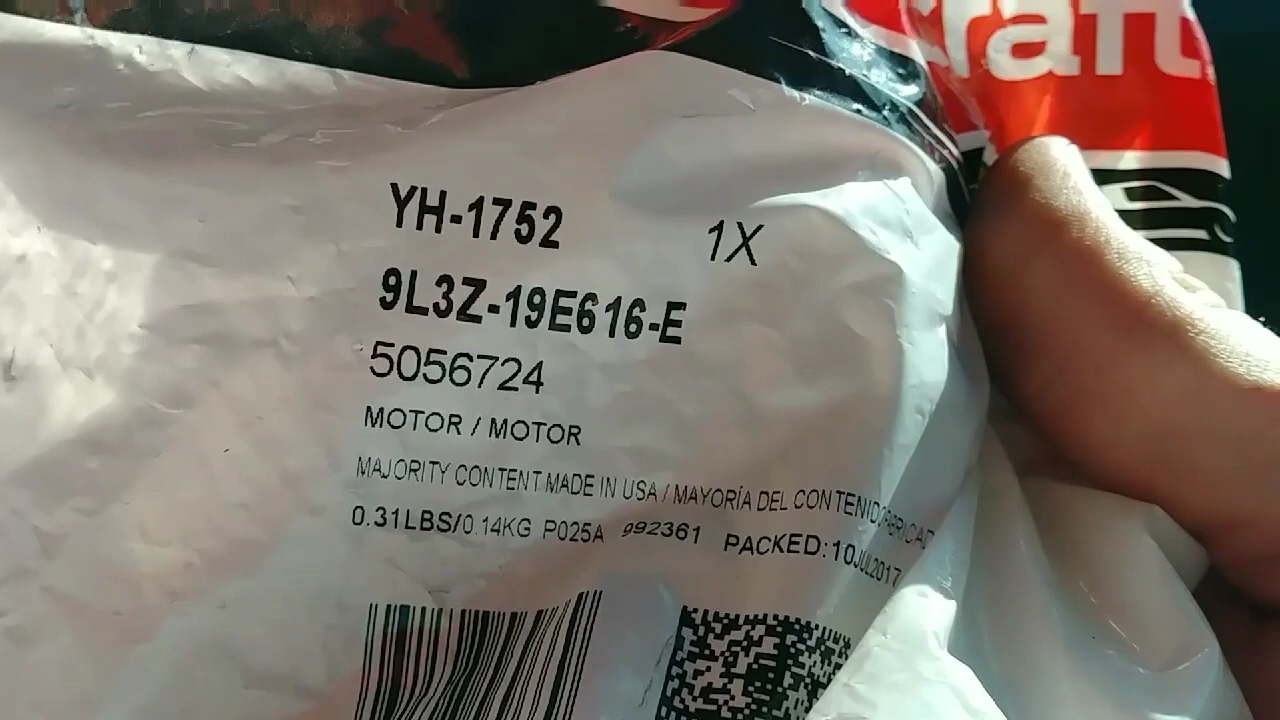 raft
YH-1752
1X
9L3Z-19E616-E
5056724
MOTOR / MOTOR
MAJORITY CONTENT MADE IN USA / MAYORÍA DEL CONTENIDO
0.31LBS/0.14KG P025A 992361 PACKED:10JUL2017